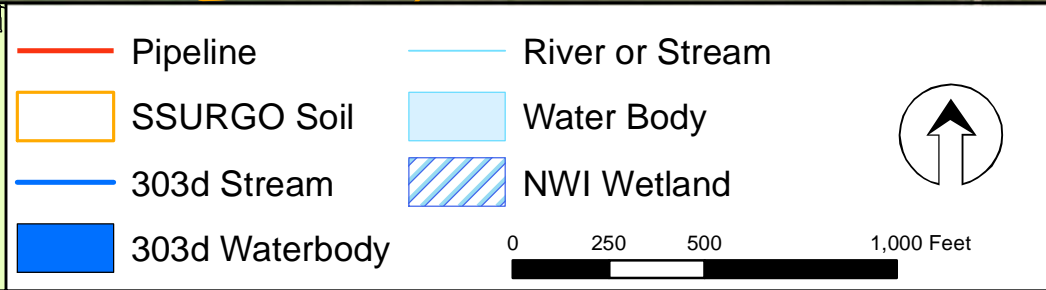 Pipeline
SSURGO Soil
303d Stream
303d Waterbody
River or Stream
Water Body
NWI Wetland
0 250 500 1,000 Feet